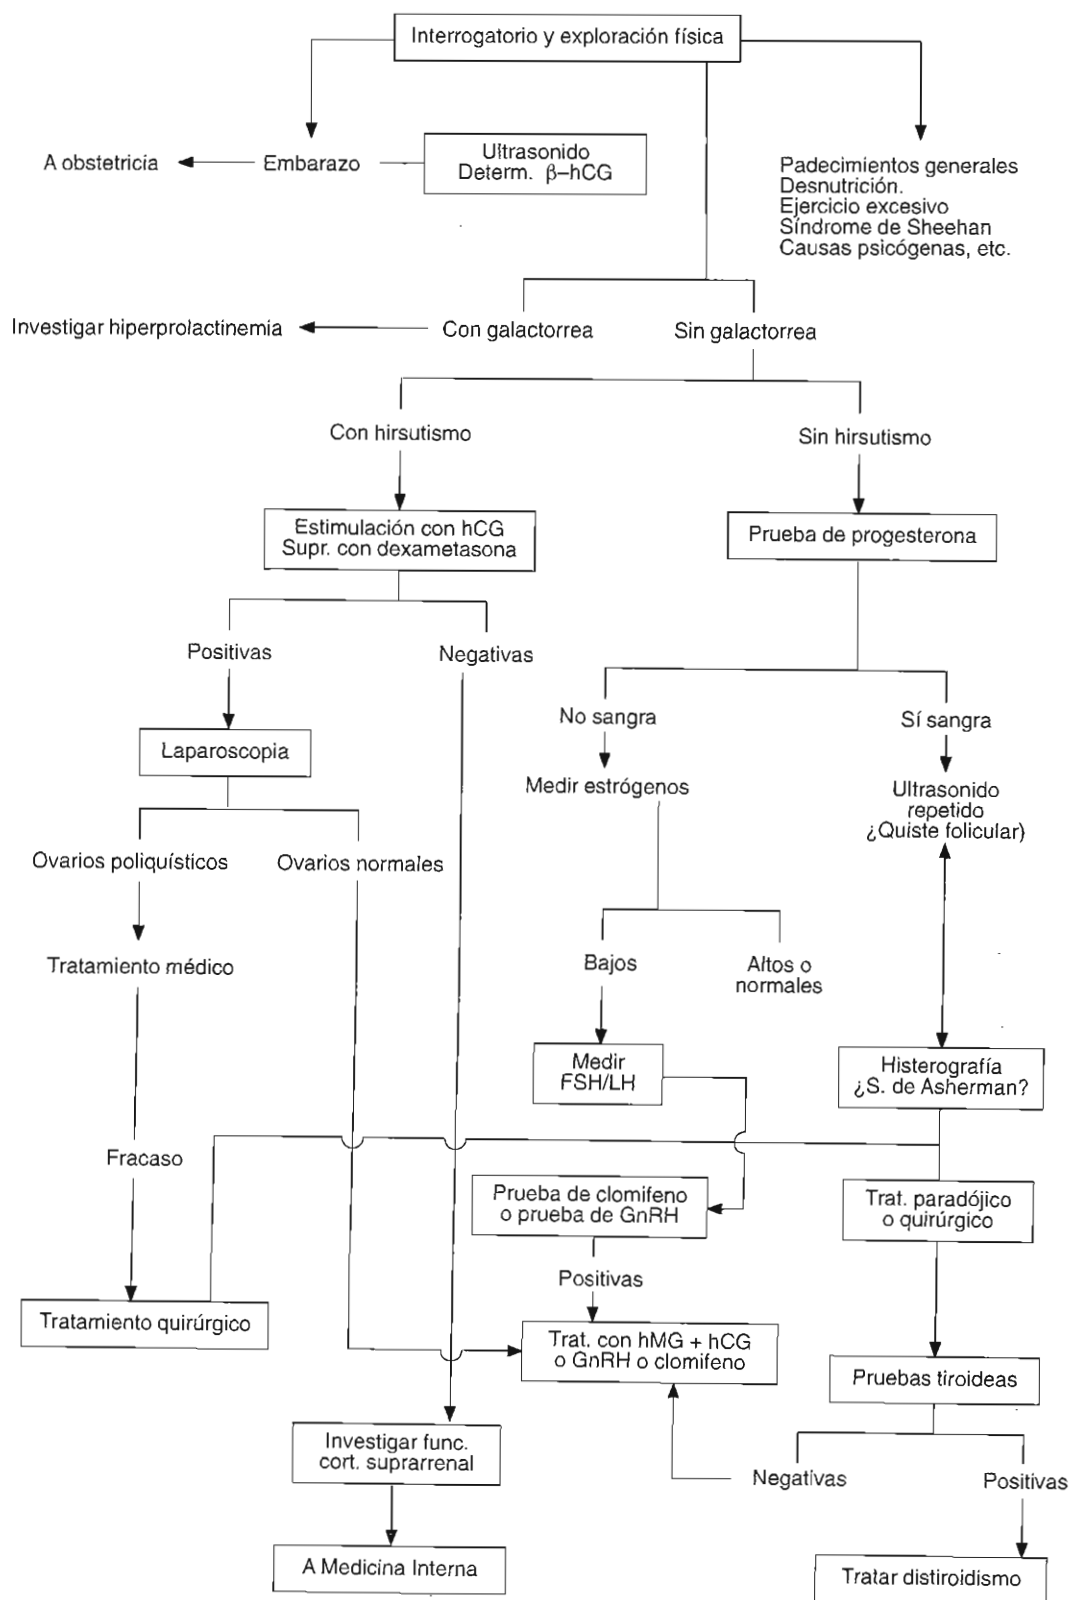 Interrogatorio y exploración física
A obstetricia
Embarazo
Ultrasonido
Determ. β–hCG
Padecimientos generales
Desnutrición.
Ejercicio excesivo
Síndrome de Sheehan
Causas psicógenas, etc.
Investigar hiperprolactinemia
Con galactorrea
Sin galactorrea
Con hirsutismo
Sin hirsutismo
Estimulación con hCG
Supr. con dexametasona
Prueba de progesterona
Positivas
Negativas
No sangra
Sí sangra
Laparoscopia
Medir estrógenos
Ultrasonido
repetido
¿Quiste folicular)
Ovarios poliquísticos
Ovarios normales
Tratamiento médico
Bajos
Altos o
normales
Medir
FSH/LH
Histerografía
¿S. de Asherman?
Fracaso
Prueba de clomifeno
o prueba de GnRH
Trat. paradójico
o quirúrgico
Positivas
Tratamiento quirúrgico
Trat. con hMG + hCG
o GnRH o clomifeno
Pruebas tiroideas
Investigar func.
cort. suprarrenal
Negativas
Positivas
A Medicina Interna
Tratar distiroidismo